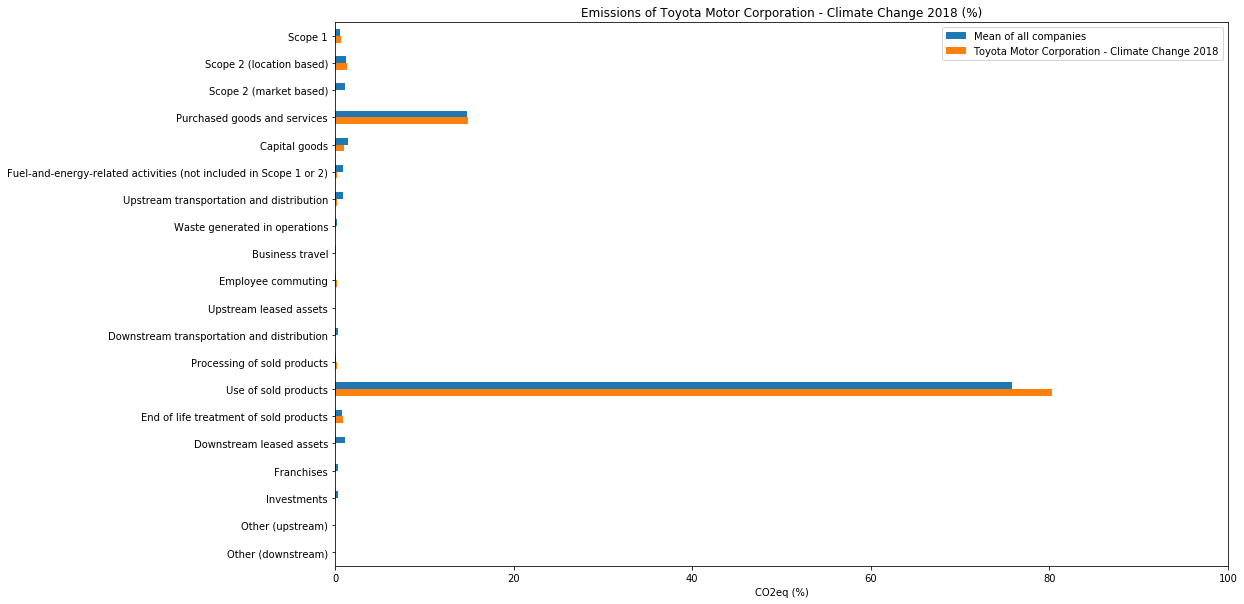 Emissions of Toyota Motor Corporation - Climate Change 2018 (%)
Mean of all companies
Toyota Motor Corporation - Climate Change 2018
Scope 1
Scope 2 (location based)
Scope 2 (market based)
Purchased goods and services
Capital goods
Fuel-and-energy-related activities (not included in Scope 1 or 2)
Upstream transportation and distribution
Waste generated in operations
Business travel
Employee commuting
Upstream leased assets
Downstream transportation and distribution
Processing of sold products
Use of sold products
End of life treatment of sold products
Downstream leased assets
Franchises
Investments
Other (upstream)
Other (downstream)
0 20 40 60 80 100
CO2eq (%)